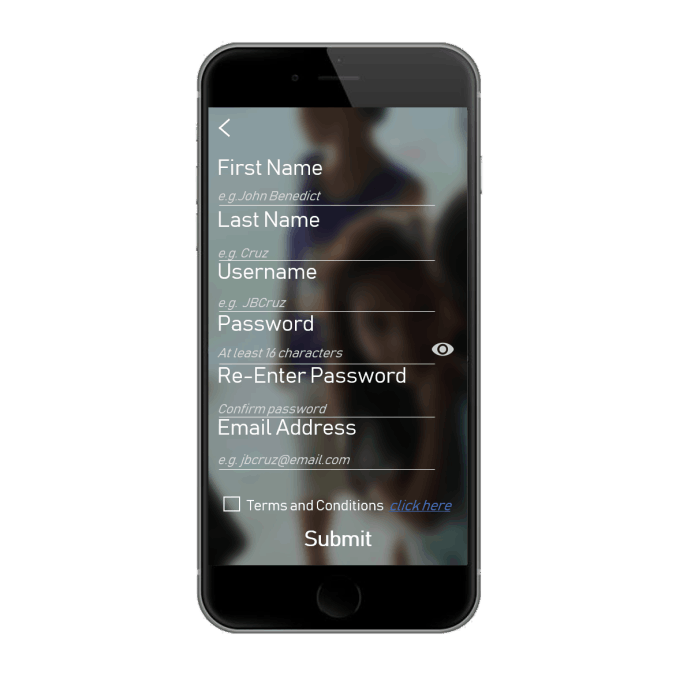 First Name
e.g.John Benedict
Last Name
e.g. Cruz
Username
e.g. JBCruz
Password
At least 16 characters
Re-Enter Password
Confirm password
Email Address
e.g. jbcruz@email.com
Terms and Conditions click here
Submit